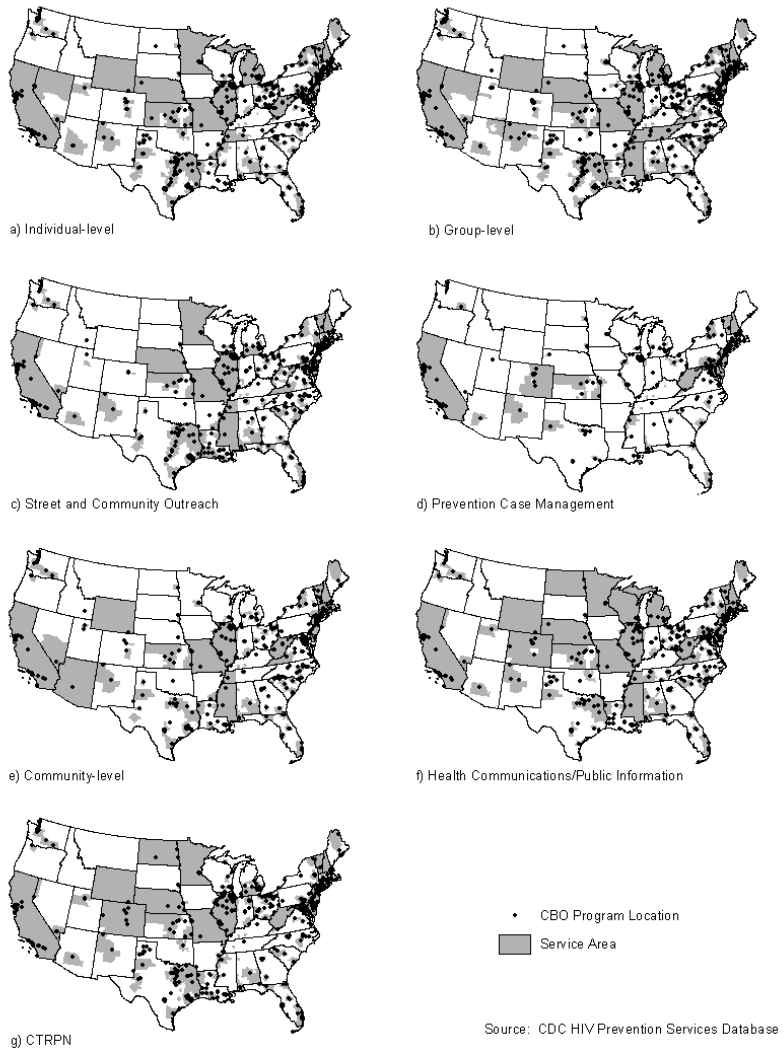 a) Individual-level
b) Group-level
c) Street and Community Outreach
d) Prevention Case Management
e) Community-level
f) Health Communications/Public Information
g) CTRPN
CBO Program Location
Service Area
Source: CDC HIV Prevention Services Database